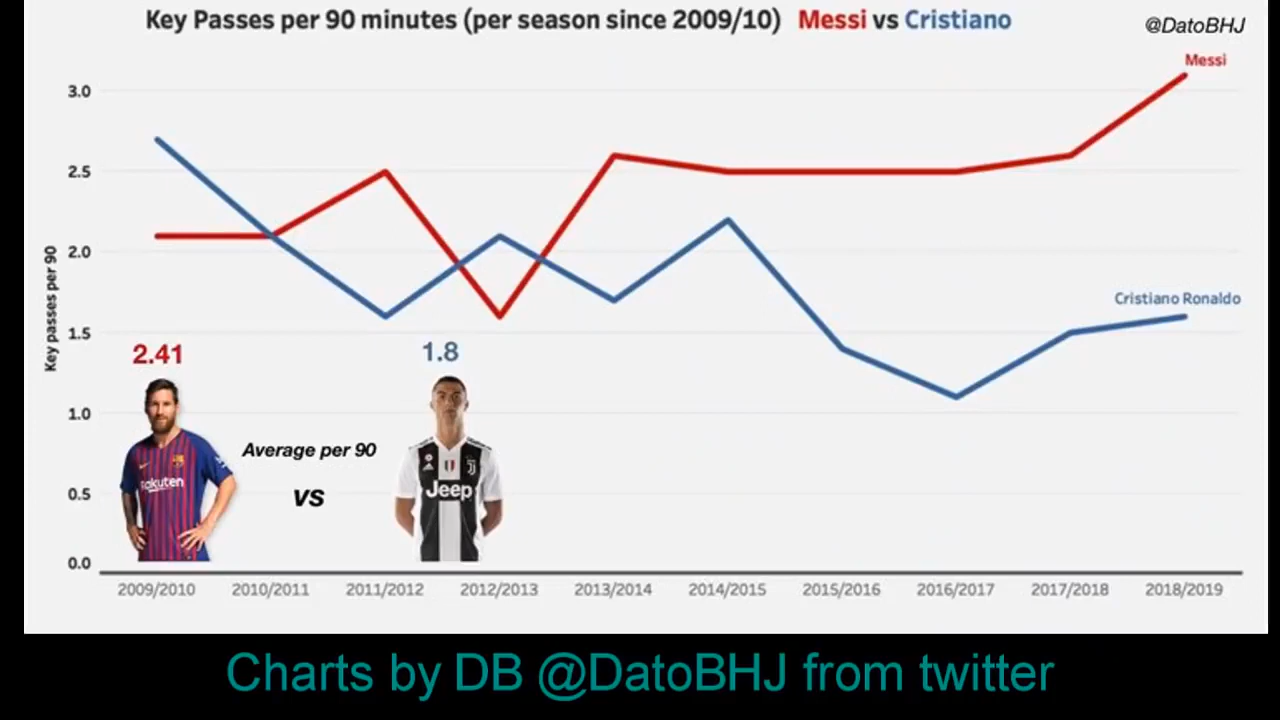 Key Passes per 90 minutes (per season since 2009/10) Messi vs Cristiano
@DatoBHJ
Messi
3.0
2.5
2.0
1.5
1.0
0.5
0.0
Key passes per 90
Cristiano Ronaldo
2.41
1.8
Average per 90
VS
Rakuten
Jeep
2009/2010 2010/2011 2011/2012 2012/2013 2013/2014 2014/2015 2015/2016 2016/2017 2017/2018 2018/2019
Charts by DB @DatoBHJ from twitter